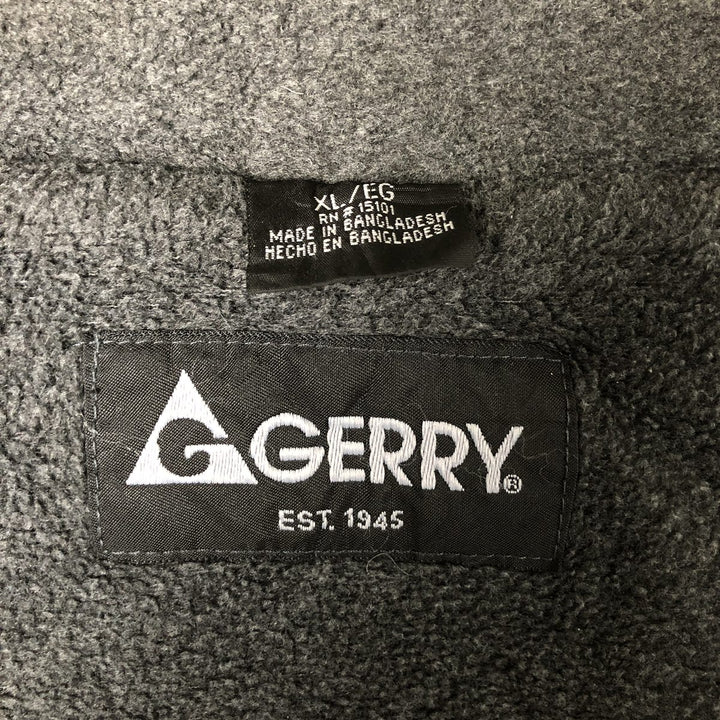 XL/EG
RN # 15101
MADE IN BANGLADESH
HECHO EN BANGLADESH
G GERRY®
EST. 1945